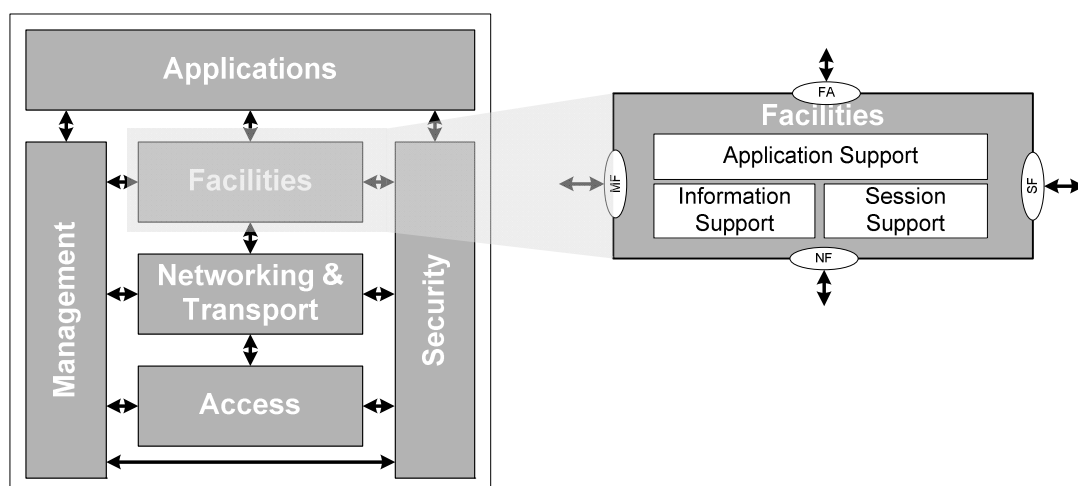 Applications
Facilities
Networking &
Transport
Access
Management
Security
FA
Facilities
Application Support
Information
Support
Session
Support
MF
SF
NF